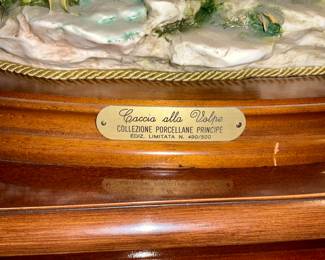 Caccia alla Volpe
COLLEZIONE PORCELLANE PRINCIPE
EDIZ. LIMITATA N. 490/500